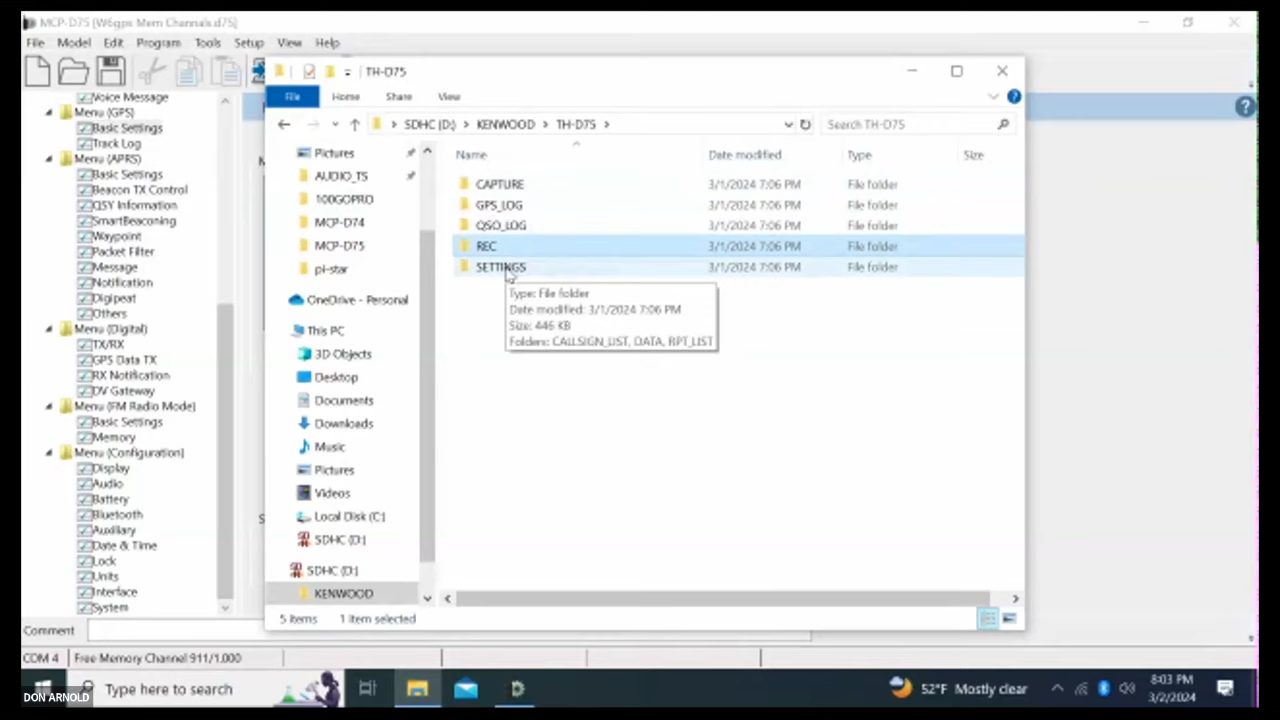 MCP-D75 [W6gps Mem Channels.d75]
File Model Edit Program Tools Setup View Help
Voice Message
Menu (GPS)
Basic Settings
Track Log
Menu (APRS)
Basic Settings
Beacon TX Control
QSY Information
SmartBeaconing
Waypoint
Packet Filter
Message
Notification
Digipeat
Others
Menu (Digital)
TX/RX
GPS Data TX
RX Notification
DV Gateway
Menu (FM Radio Mode)
Basic Settings
Memory
Menu (Configuration)
Display
Audio
Battery
Bluetooth
Auxiliary
Date & Time
Lock
Units
Interface
System
TH-D75
File Home Share View
SDHC (D:) > KENWOOD > TH-D75 >
Search TH-D75
Pictures
AUDIO_TS
100GOPRO
MCP-D74
MCP-D75
pi-star
OneDrive - Personal
This PC
3D Objects
Desktop
Documents
Downloads
Music
Pictures
Videos
Local Disk (C:)
SDHC (D:)
SDHC (D:)
KENWOOD
Name Date modified Type Size
CAPTURE 3/1/2024 7:06 PM File folder
GPS_LOG 3/1/2024 7:06 PM File folder
QSO_LOG 3/1/2024 7:06 PM File folder
REC 3/1/2024 7:06 PM File folder
SETTINGS 3/1/2024 7:06 PM File folder
Type: File folder
Date modified: 3/1/2024 7:06 PM
Size: 446 KB
Folders: CALLSIGN_LIST, DATA, RPT_LIST
5 items 1 item selected
Comment
COM 4 Free Memory Channel 911/1.000
Type here to search
52°F Mostly clear
8:03 PM
3/2/2024
DON ARNOLD